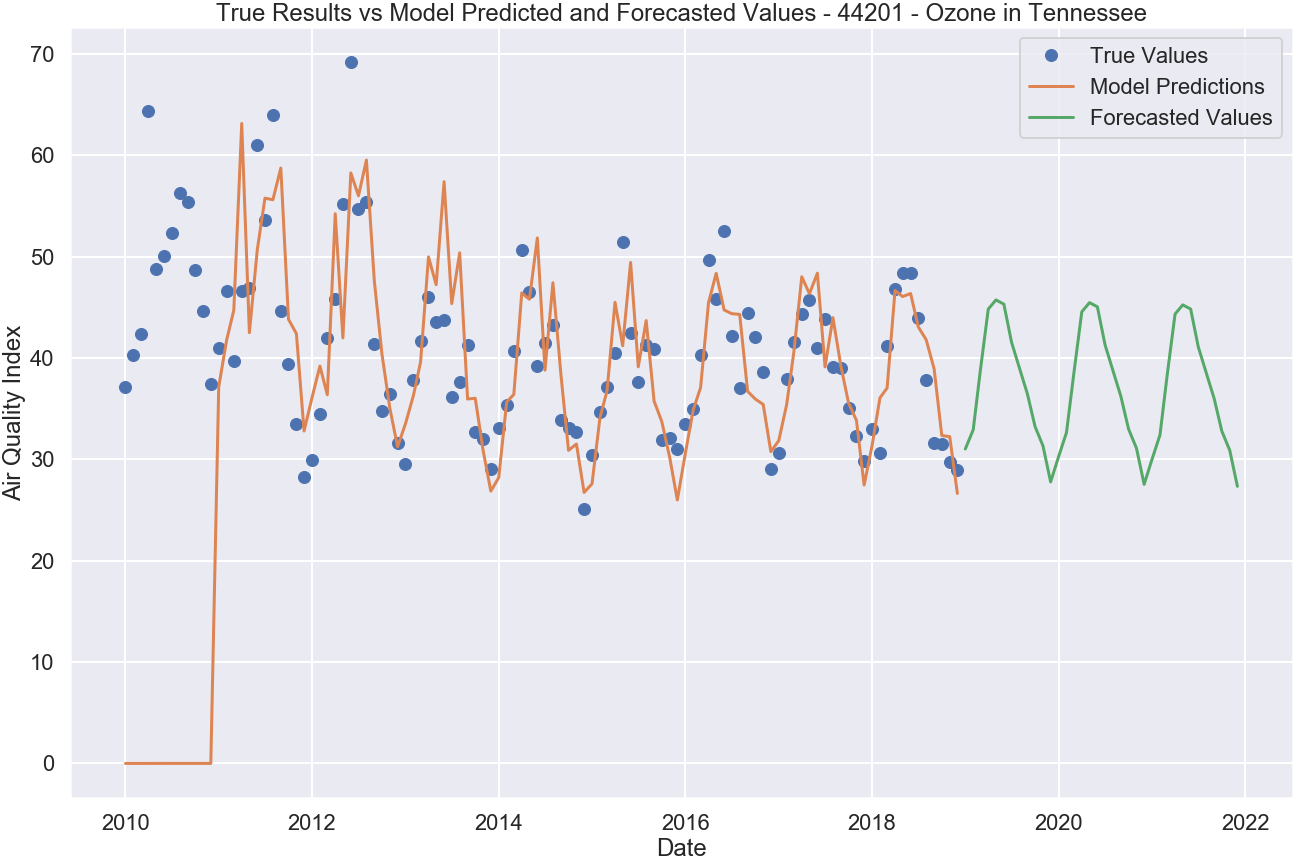 True Results vs Model Predicted and Forecasted Values - 44201 - Ozone in Tennessee
True Values
Model Predictions
Forecasted Values
Air Quality Index
70
60
50
40
30
20
10
0
2010 2012 2014 2016 2018 2020 2022
Date